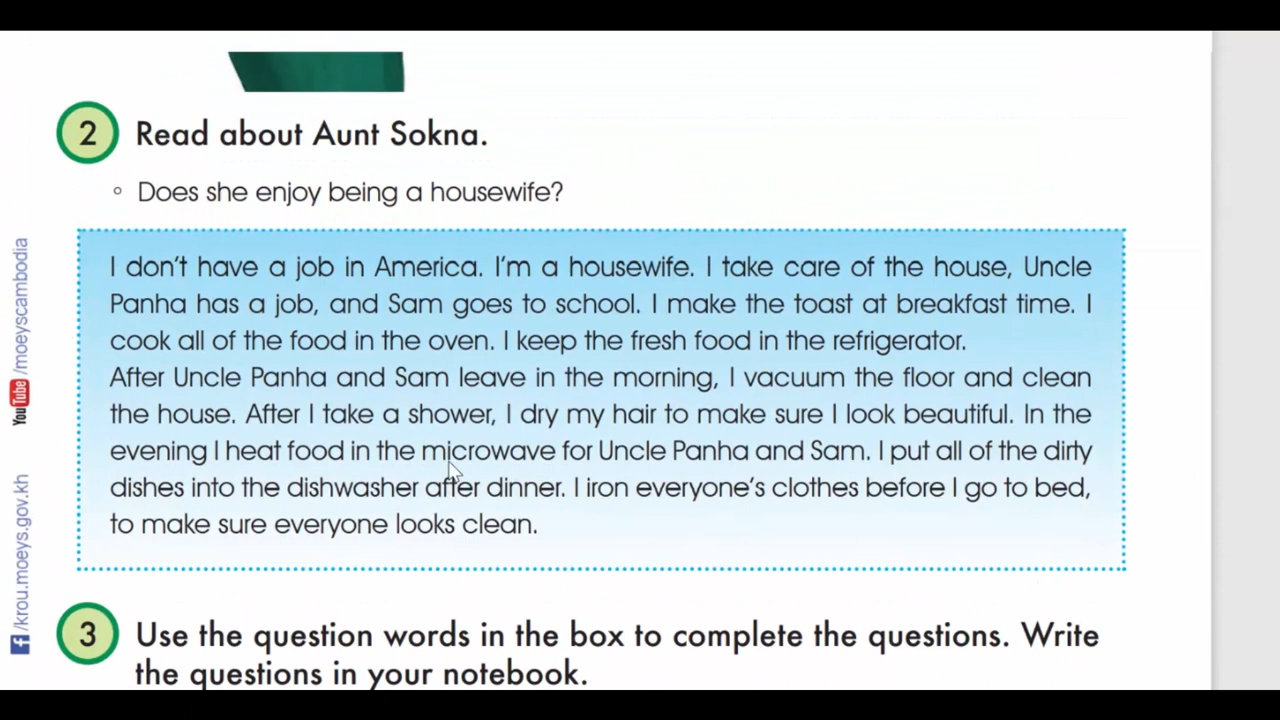 2 Read about Aunt Sokna.
° Does she enjoy being a housewife?
I don't have a job in America. I'm a housewife. I take care of the house, Uncle
Panha has a job, and Sam goes to school. I make the toast at breakfast time. I
cook all of the food in the oven. I keep the fresh food in the refrigerator.
After Uncle Panha and Sam leave in the morning, I vacuum the floor and clean
the house. After I take a shower, I dry my hair to make sure I look beautiful. In the
evening I heat food in the microwave for Uncle Panha and Sam. I put all of the dirty
dishes into the dishwasher after dinner. I iron everyone's clothes before I go to bed,
to make sure everyone looks clean.
3 Use the question words in the box to complete the questions. Write
the questions in your notebook.
YouTube /moeyscambodia
f /krou.moeys.gov.kh